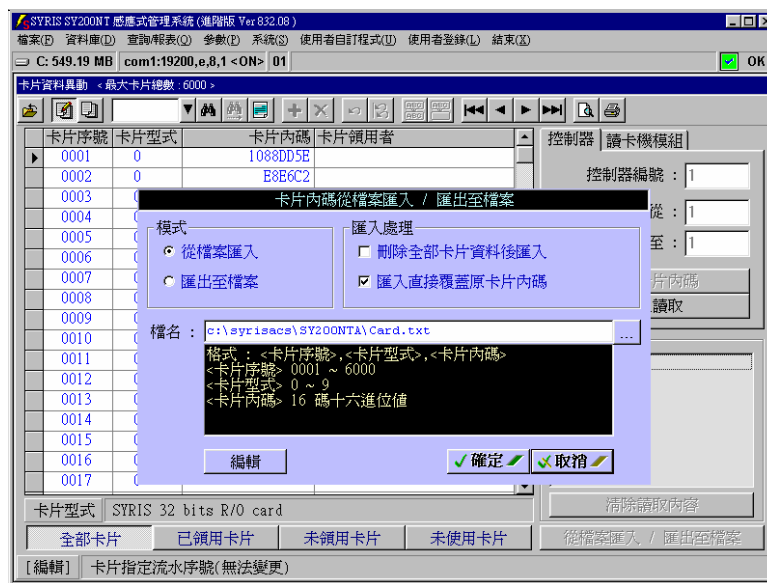 SYRIS SY200NT 感應式管理系統 (進階版 Ver 8.32.08 )
檔案(F) 資料庫(D) 查詢/報表(Q) 參數(P) 系統(S) 使用者自訂程式(U) 使用者登錄(L) 結束(X)
C: 549.19 MB com1:19200,e,8,1 <ON> 01 OK
卡片資料異動 < 最大卡片總數 : 6000 >
卡片序號 卡片型式 卡片內碼 卡片領用者
控制器 讀卡機模組
0001 0 1088DD5E
0002 0 E8E6C2
控制器編號 : 1
0003
卡片內碼從檔案匯入 / 匯出至檔案
0004
從 : 1
模式
匯入處理
0005
至 : 1
從檔案匯入
刪除全部卡片資料後匯入
0006
0007
匯出至檔案
匯入直接覆蓋原卡片內碼
卡片內碼
0008
讀取
0009
檔名 : c:\syrisacs\SY200NTA\Card.txt ...
0010
格式 : <卡片序號>,<卡片型式>,<卡片內碼>
0011
<卡片序號> 0001 ~ 6000
0012
<卡片型式> 0 ~ 9
0013
<卡片內碼> 16 碼十六進位值
0014
0015
0016
編輯 確定 取消
0017
卡片型式 SYRIS 32 bits R/O card
清除讀取內容
全部卡片 已領用卡片 未領用卡片 未使用卡片 從檔案匯入 / 匯出至檔案
[編輯] 卡片指定流水序號(無法變更)